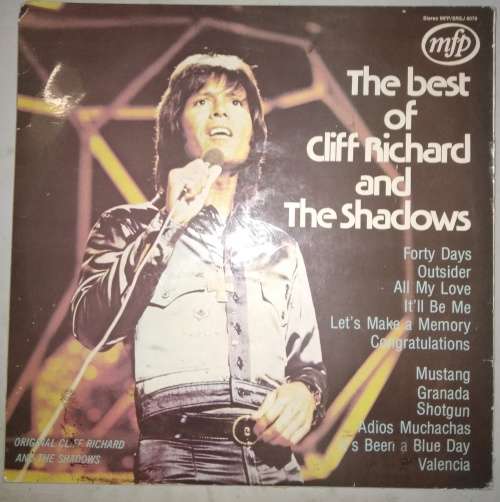 Stereo MFP/SRSJ 8079
mfp
The best
of
Cliff Richard
and
The Shadows
Forty Days
Outsider
All My Love
It'll Be Me
Let's Make a Memory
Congratulations
Mustang
Granada
Shotgun
Adios Muchachas
's Been a Blue Day
Valencia
ORIGINAL CLIFF RICHARD
AND THE SHADOWS